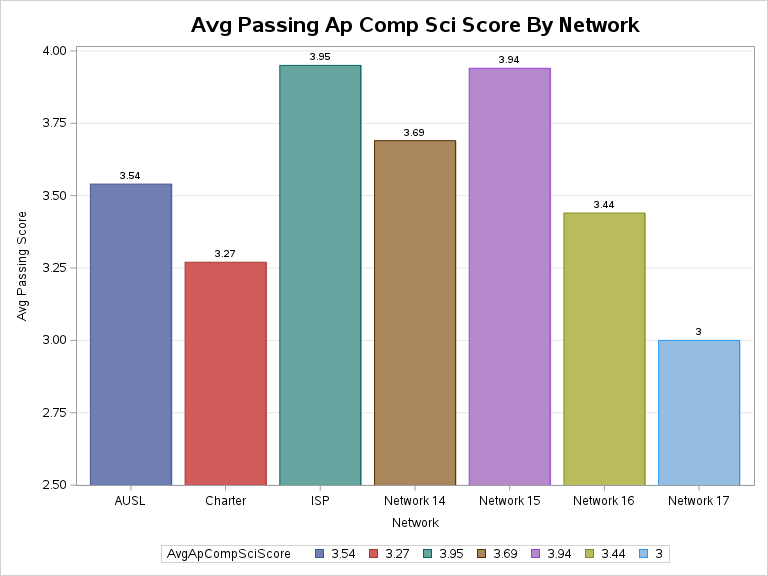 Avg Passing Ap Comp Sci Score By Network
4.00
3.75
3.50
3.25
3.00
2.75
2.50
Avg Passing Score
3.54
3.27
3.95
3.69
3.94
3.44
3
AUSL Charter ISP Network 14 Network 15 Network 16 Network 17
Network
AvgApCompSciScore 3.54 3.27 3.95 3.69 3.94 3.44 3